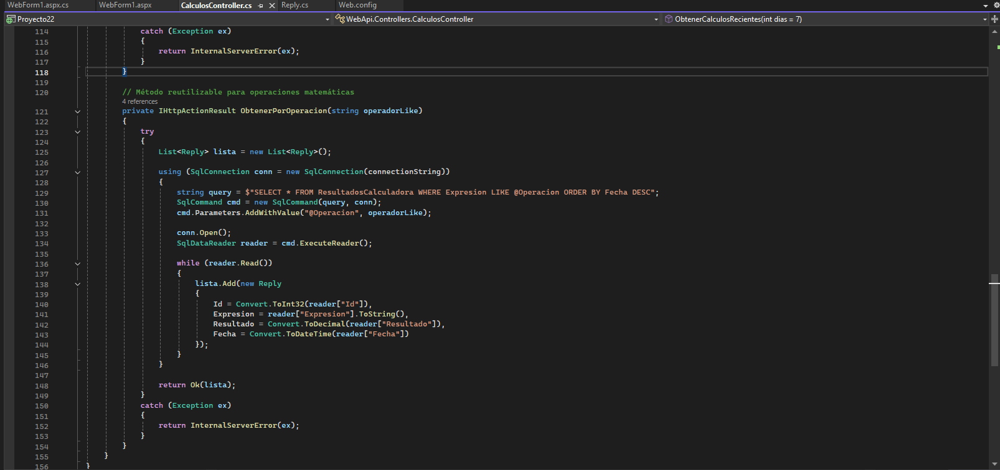 WebForm1.aspx.cs WebForm1.aspx CalculosController.cs Reply.cs Web.config
Proyecto22 WebApi.Controllers.CalculosController ObtenerCalculosRecientes(int dias = 7)
114 catch (Exception ex)
115 {
116 return InternalServerError(ex);
117 }
118 }
119
120 // Método reutilizable para operaciones matemáticas
4 references
121 private IHttpActionResult ObtenerPorOperacion(string operadorLike)
122 {
123 try
124 {
125 List<Reply> lista = new List<Reply>();
126
127 using (SqlConnection conn = new SqlConnection(connectionString))
128 {
129 string query = $"SELECT * FROM ResultadosCalculadora WHERE Expresion LIKE @Operacion ORDER BY Fecha DESC";
130 SqlCommand cmd = new SqlCommand(query, conn);
131 cmd.Parameters.AddWithValue("@Operacion", operadorLike);
132
133 conn.Open();
134 SqlDataReader reader = cmd.ExecuteReader();
135
136 while (reader.Read())
137 {
138 lista.Add(new Reply
139 {
140 Id = Convert.ToInt32(reader["Id"]),
141 Expresion = reader["Expresion"].ToString(),
142 Resultado = Convert.ToDecimal(reader["Resultado"]),
143 Fecha = Convert.ToDateTime(reader["Fecha"])
144 });
145 }
146 }
147
148 return Ok(lista);
149 }
150 catch (Exception ex)
151 {
152 return InternalServerError(ex);
153 }
154 }
155 }
156 }